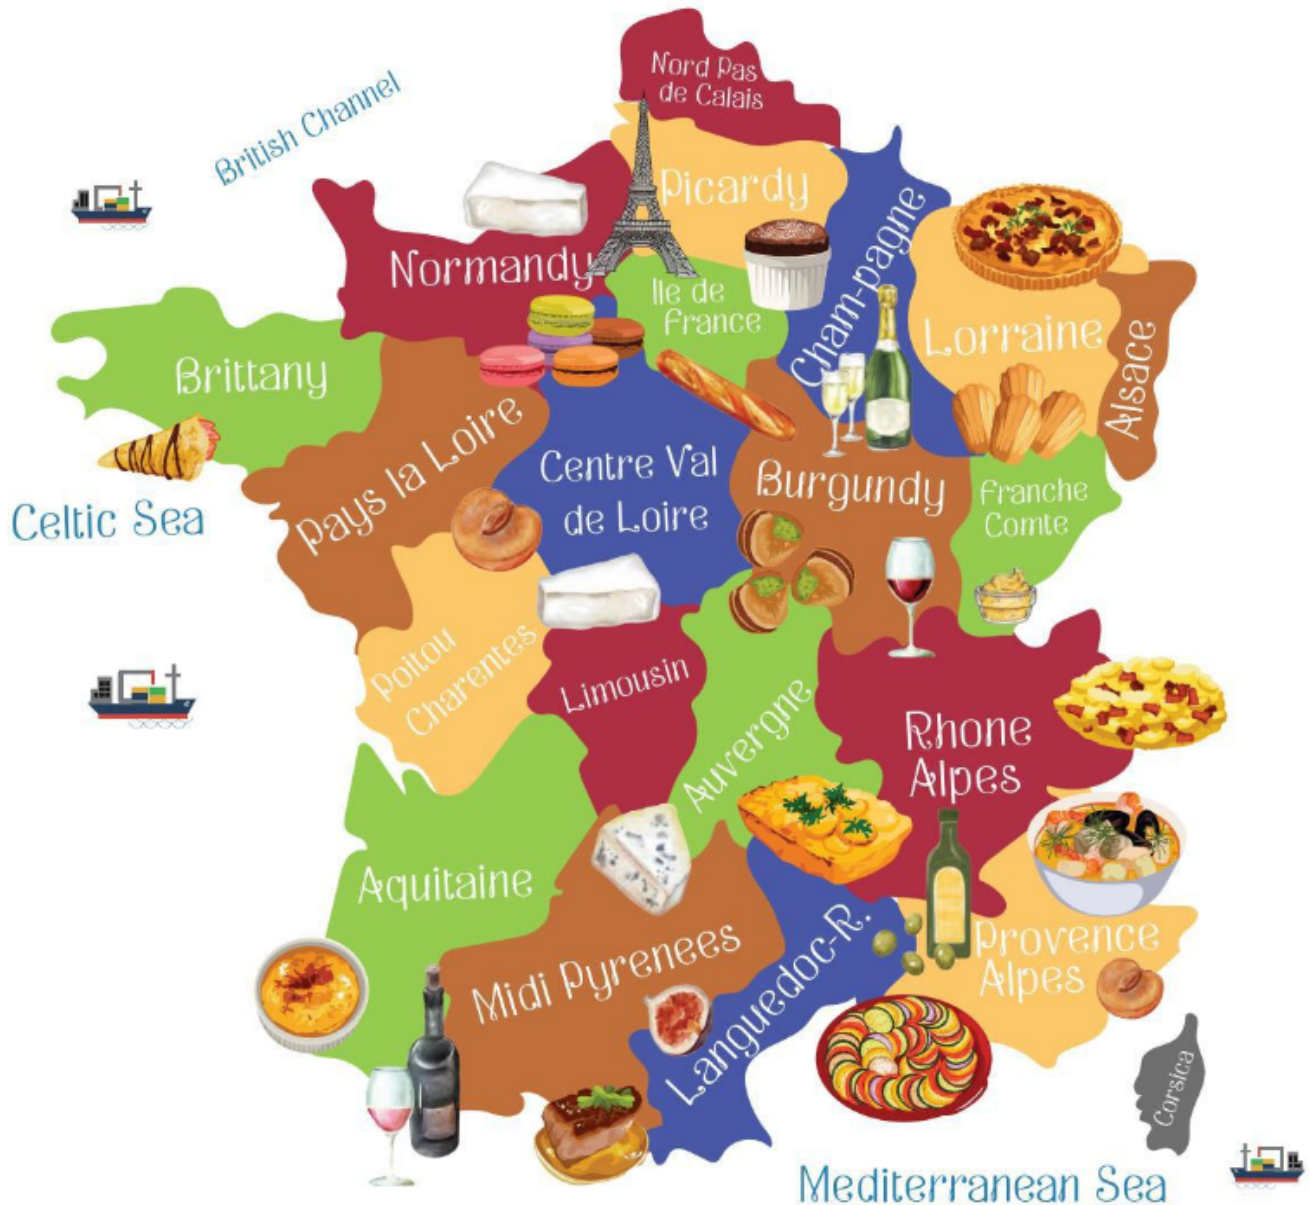 Nord Pas
de Calais
British Channel
Picardy
Normandy
Cham-pagne
Ile de
France
Lorraine
Alsace
Brittany
Pays la Loire
Centre Val
de Loire
Burgundy
Franche
Comte
Celtic Sea
Poitou
Charentes
Limousin
Auvergne
Rhone
Alpes
Aquitaine
Midi Pyrenees
Languedoc-R.
Provence
Alpes
Corsica
Mediterranean Sea